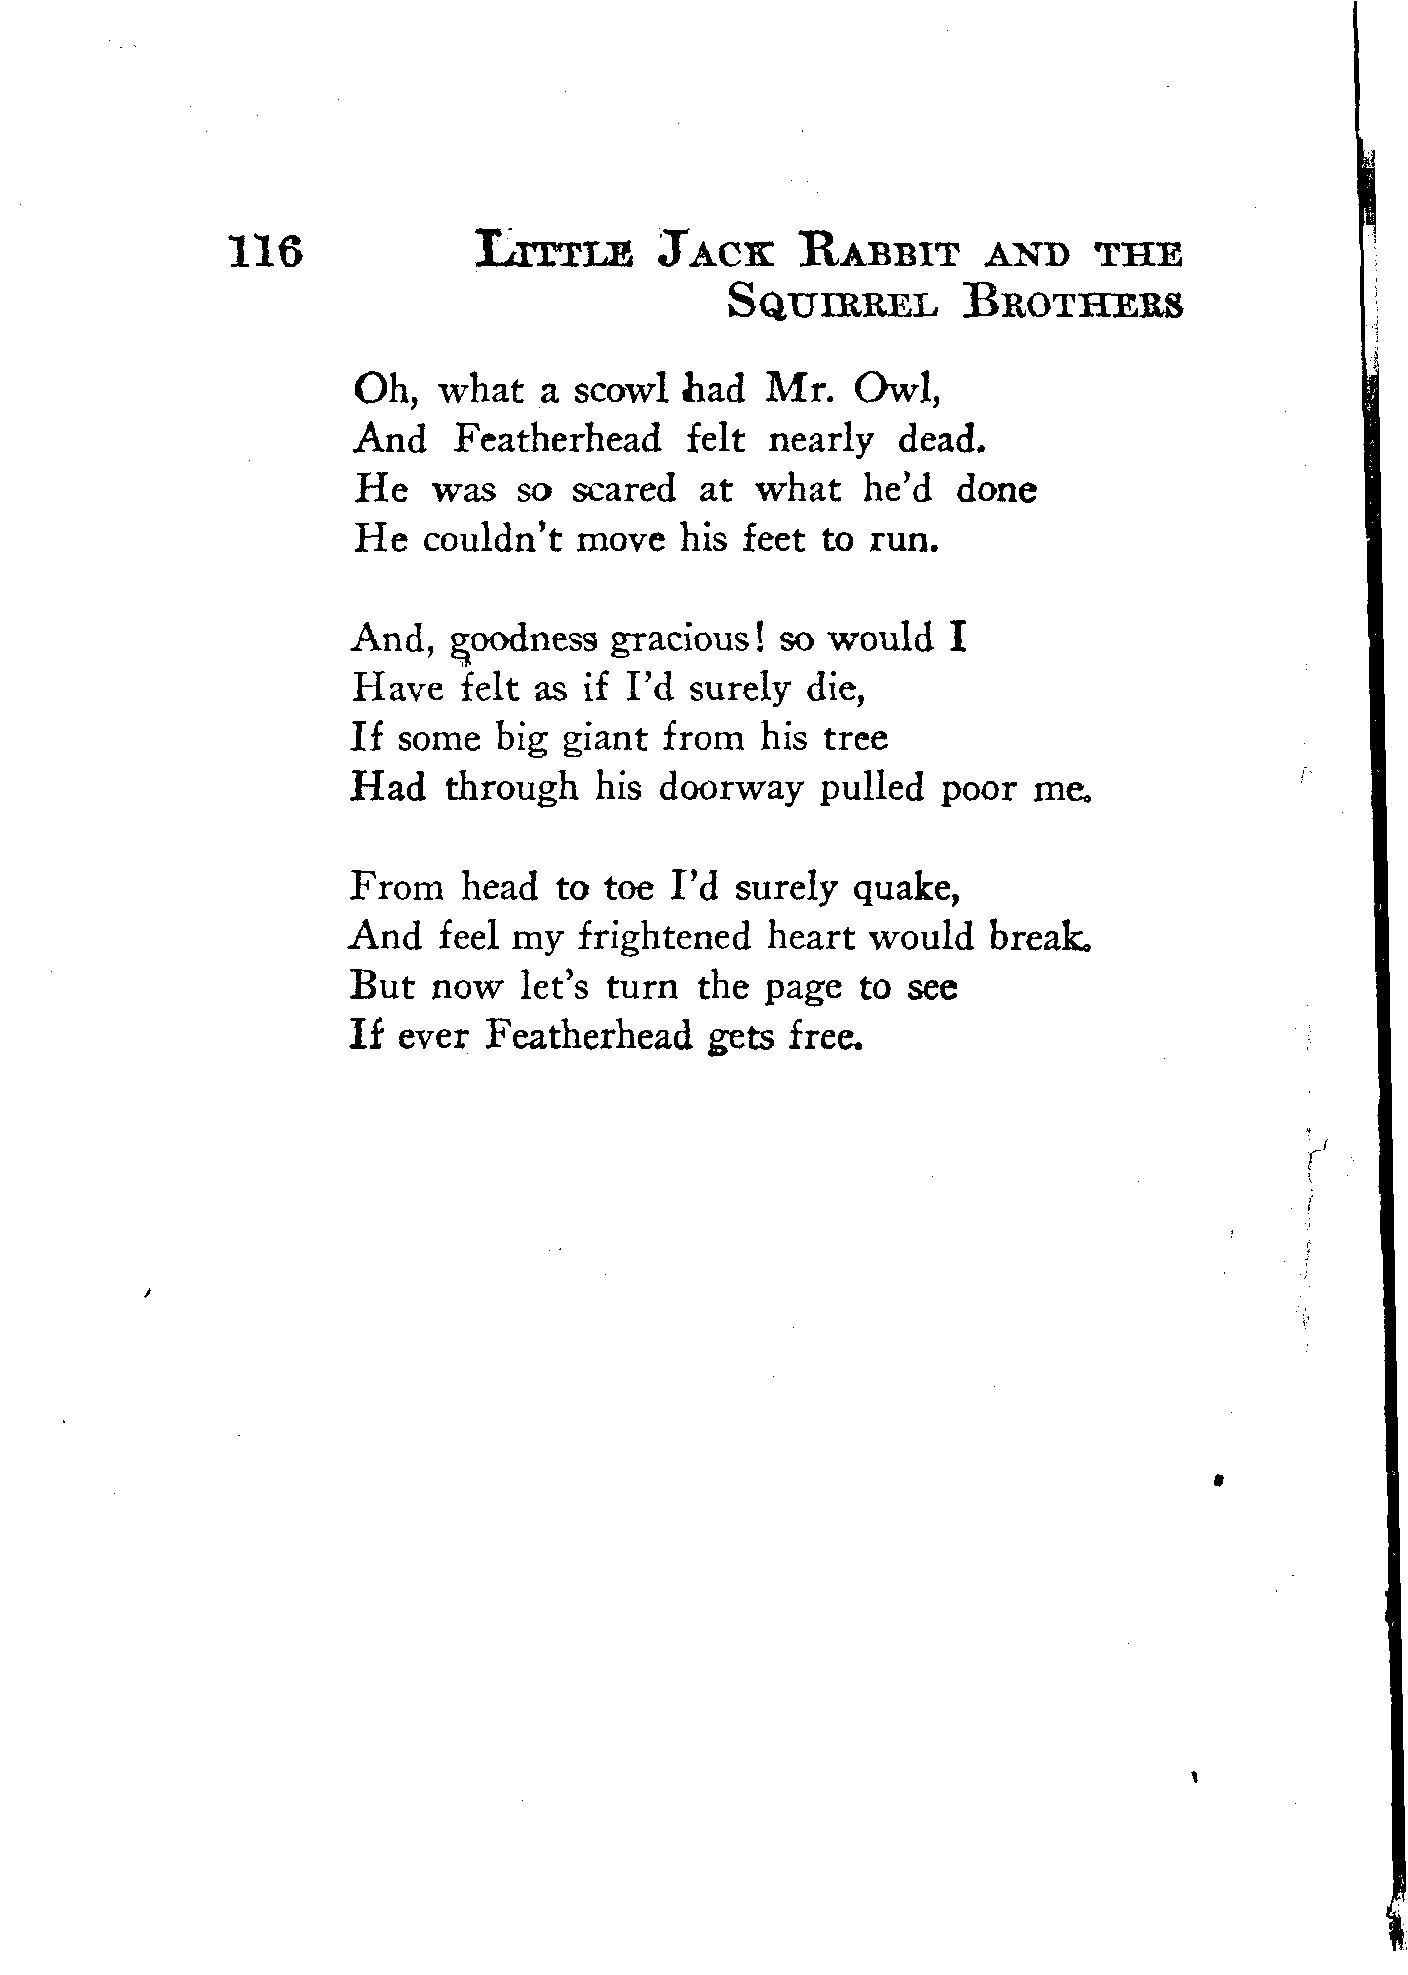 116 LITTLE JACK RABBIT AND THE
SQUIRREL BROTHERS
Oh, what a scowl had Mr. Owl,
And Featherhead felt nearly dead.
He was so scared at what he'd done
He couldn't move his feet to run.
And, goodness gracious! so would I
Have felt as if I'd surely die,
If some big giant from his tree
Had through his doorway pulled poor me.
From head to toe I'd surely quake,
And feel my frightened heart would break.
But now let's turn the page to see
If ever Featherhead gets free.